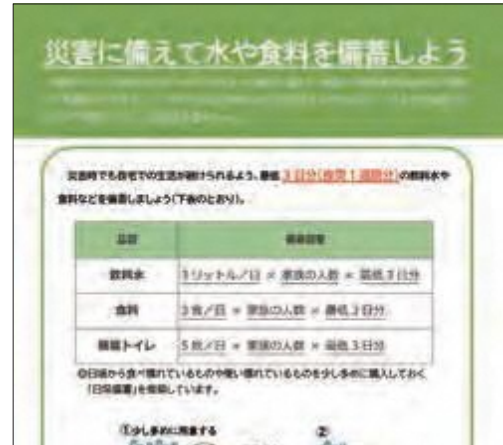 災害に備えて水や食料を備蓄しよう
災害時でも自宅での生活が続けられるよう、最低3日分(推奨1週間分)の飲料水や
食料などを備蓄しましょう(下表のとおり)。
品目 備蓄目安
飲料水 3リットル/日 × 家族の人数 × 最低3日分
食料 3食/日 × 家族の人数 × 最低3日分
簡易トイレ 5枚/日 × 家族の人数 × 最低3日分
◎日頃から食べ慣れているものや使い慣れているものを少し多めに購入しておく
「日常備蓄」を推奨しています。
①少し多めに用意する ②